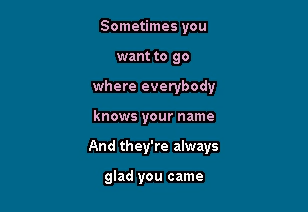 Sometimes you
want to go
where everybody
knows your name
And they're always
glad you came